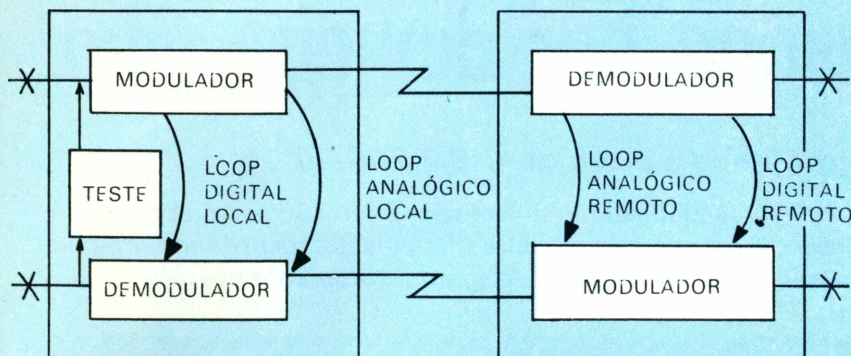 MODULADOR
TESTE
LOOP
DIGITAL
LOCAL
LOOP
ANALÓGICO
LOCAL
DEMODULADOR
DEMODULADOR
LOOP
ANALÓGICO
REMOTO
LOOP
DIGITAL
REMOTO
MODULADOR